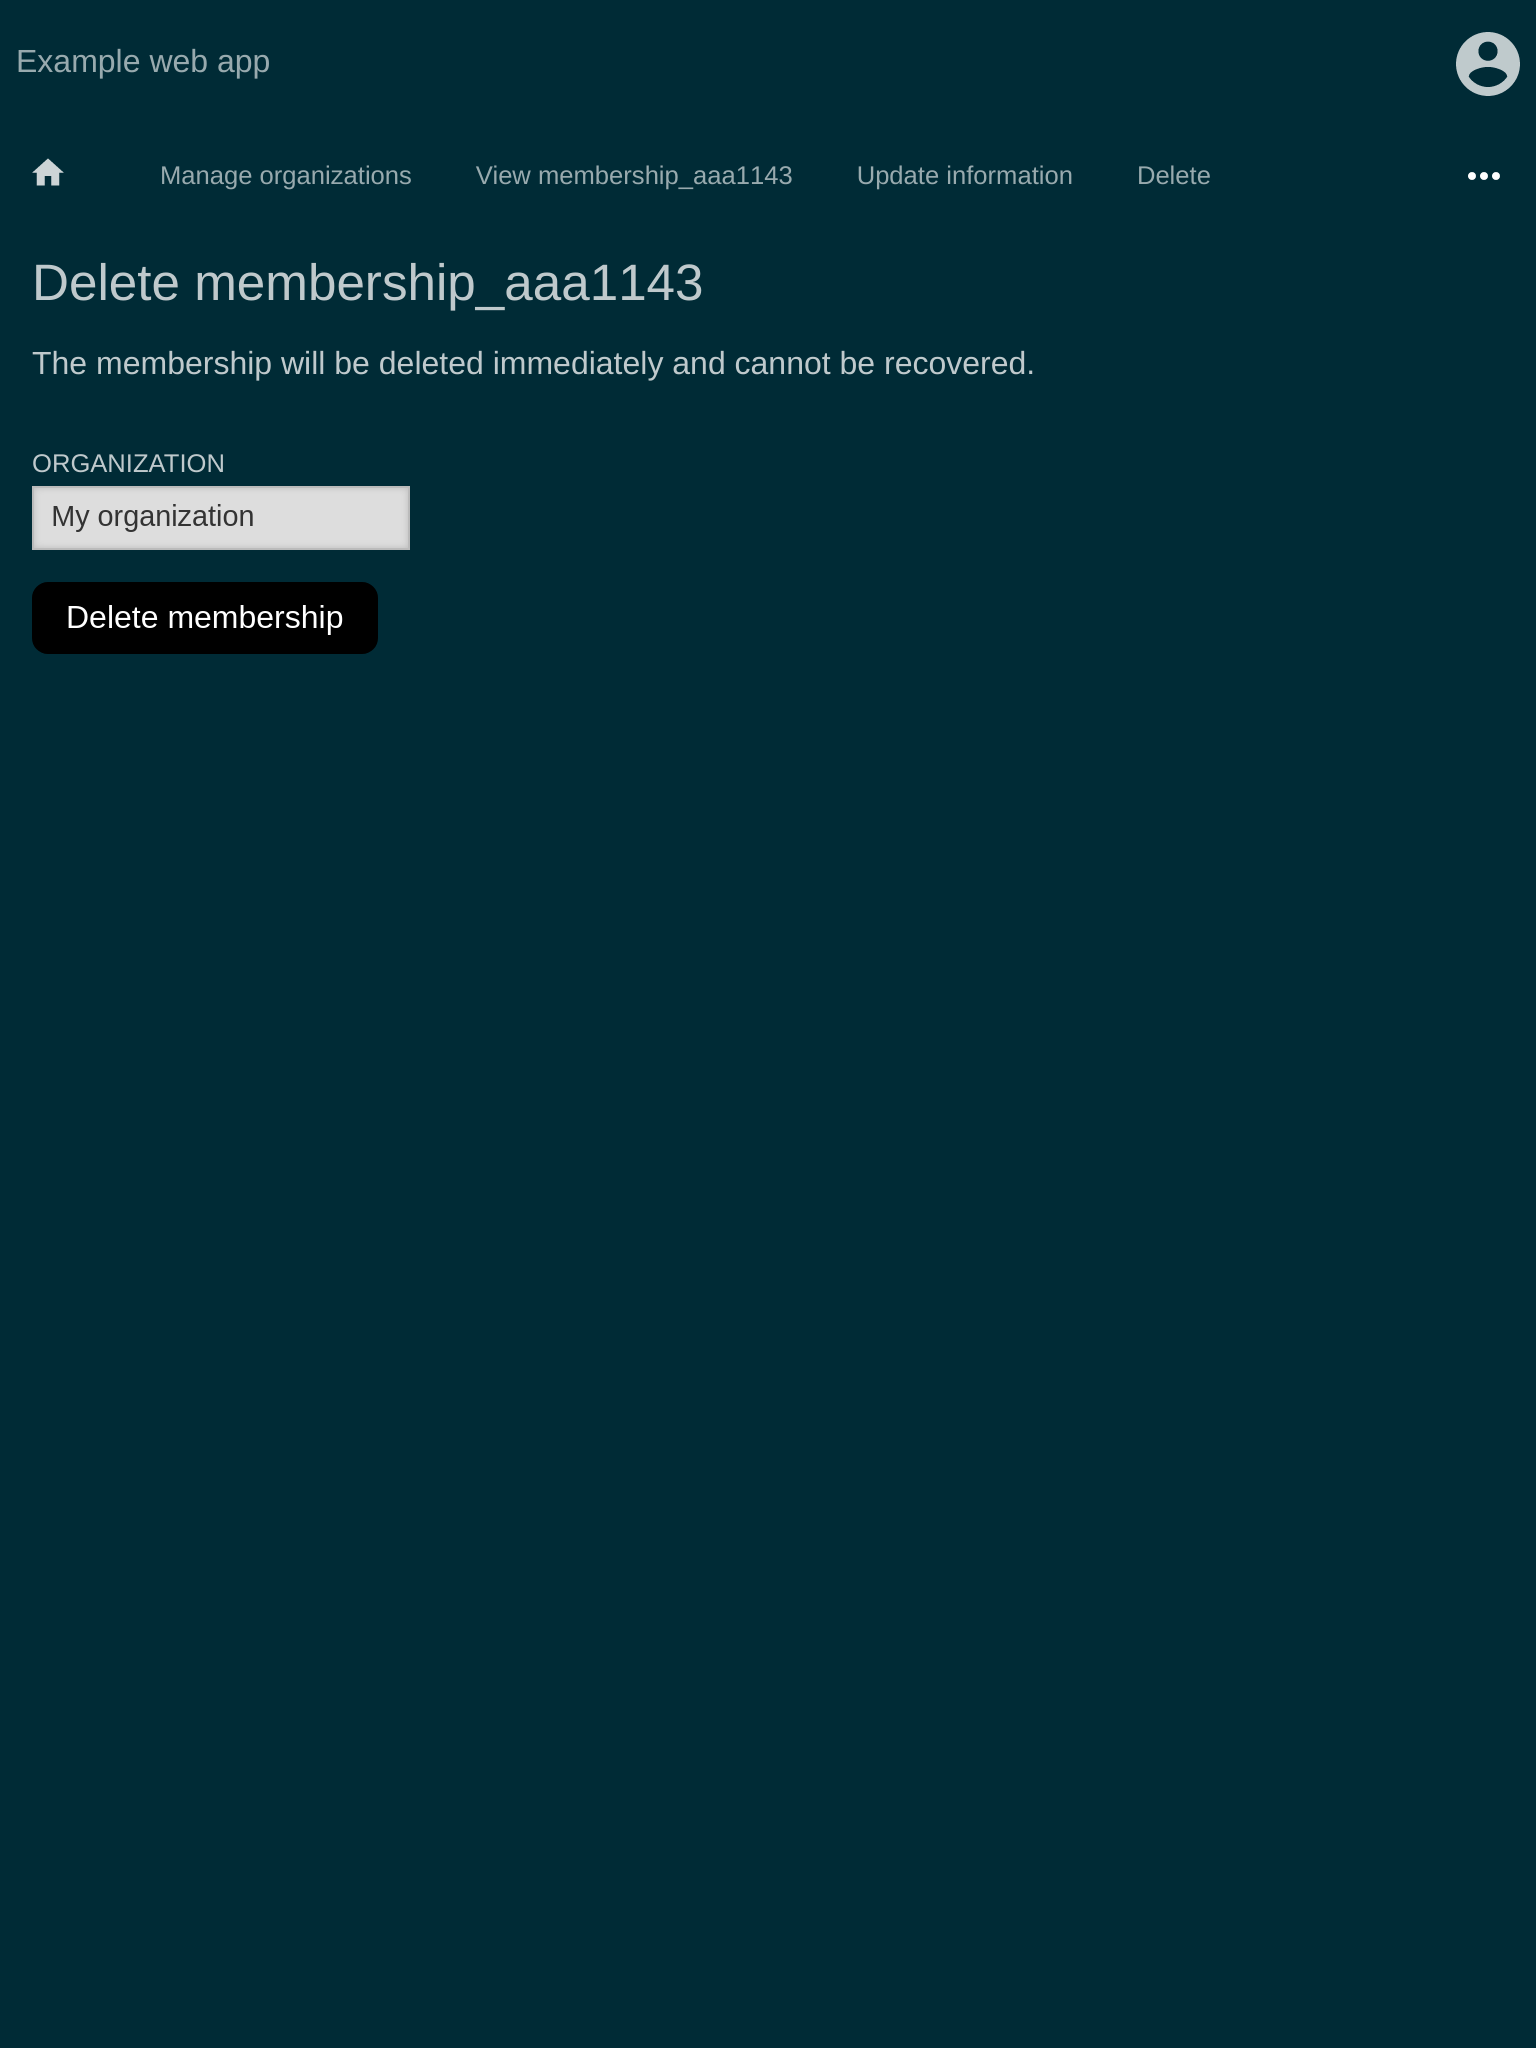 Example web app
Manage organizations View membership_aaa1143 Update information Delete
Delete membership_aaa1143
The membership will be deleted immediately and cannot be recovered.
ORGANIZATION
My organization
Delete membership